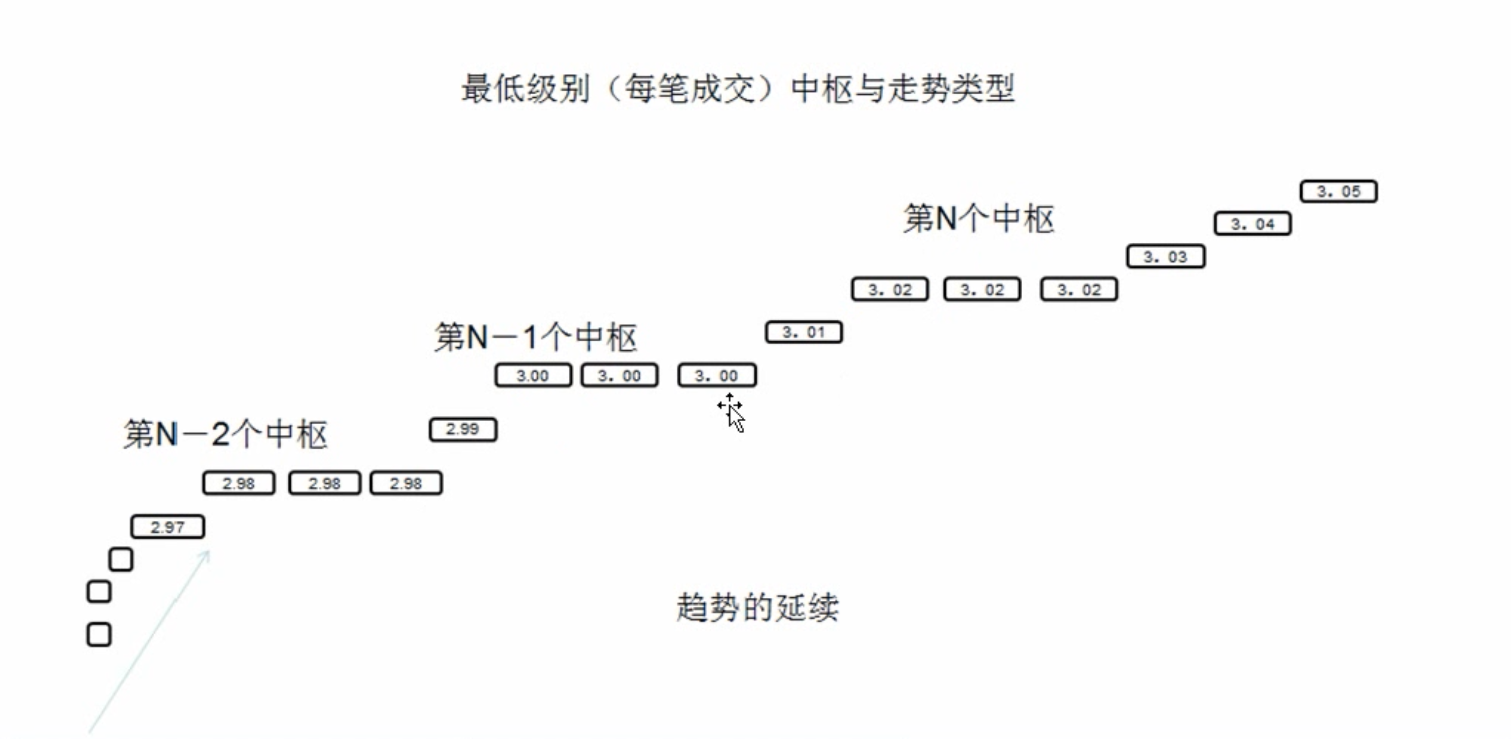 最低级别（每笔成交）中枢与走势类型
3. 05
第N个中枢
3. 04
3. 03
3. 02 3. 02 3. 02
第N－1个中枢
3. 01
3.00 3. 00 3. 00
第N－2个中枢
2.99
2.98 2.98 2.98
2.97
趋势的延续